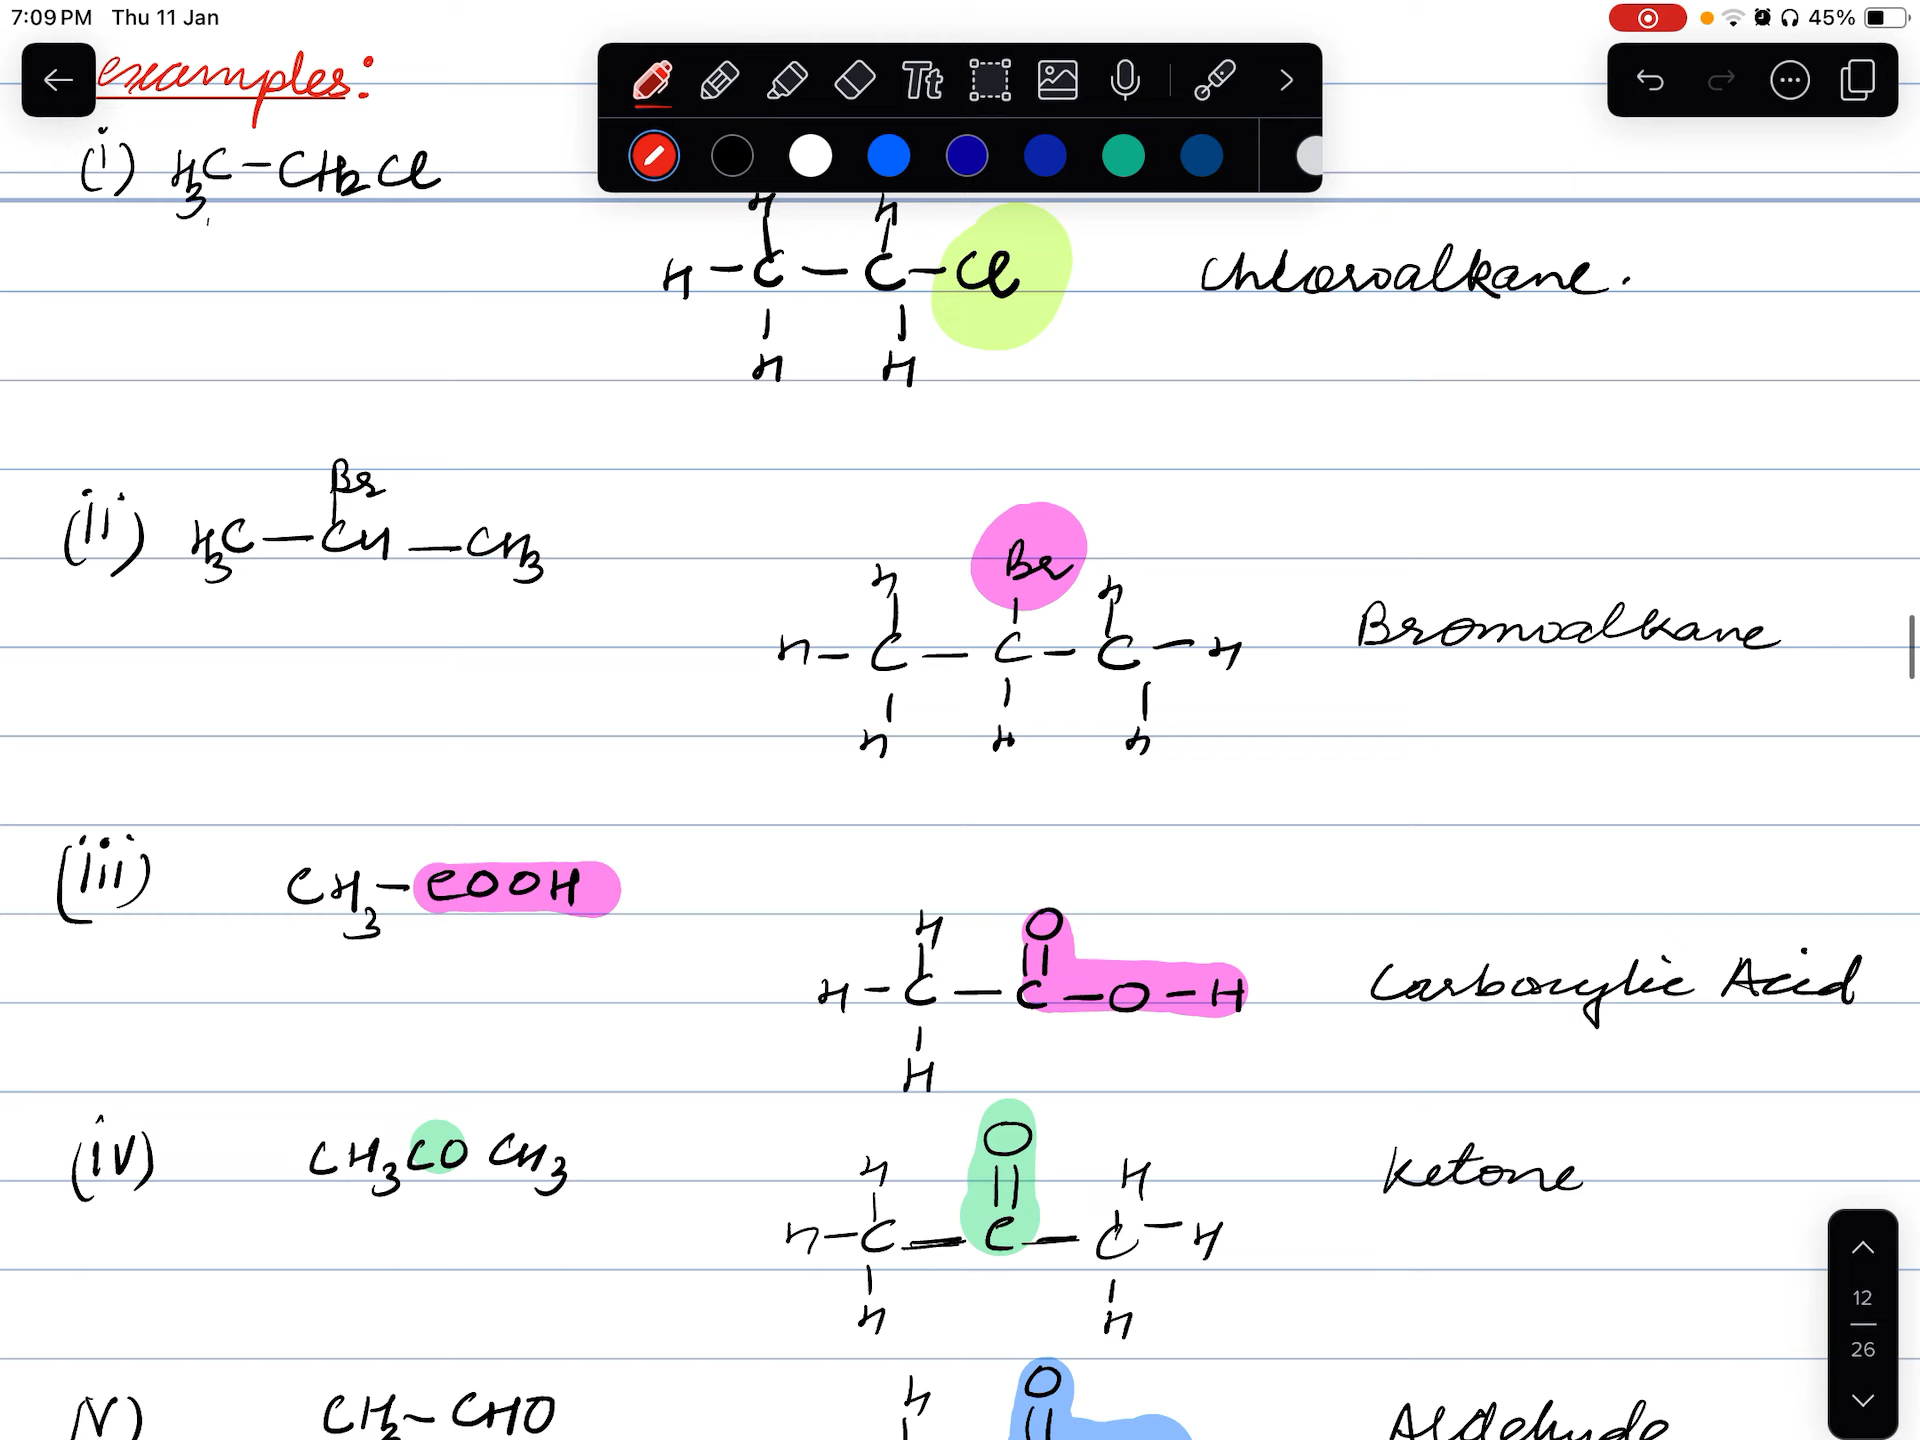 7:09 PM Thu 11 Jan
45%
Tt
examples:
(i) H3C-CH2Cl
H H
H-C-C-Cl Chloroalkane.
H H
Br
(ii) H3C-CH-CH3
Br
H H
H-C-C-C-H Bromoalkane
H H H
(iii) CH3-COOH
H O
H-C-C-O-H Carboxylic Acid
H
O
(iv) CH3COCH3 Ketone
H H
H-C-C-C-H
H H
12
26
O
H
V) CH3-CHO Aldehyde